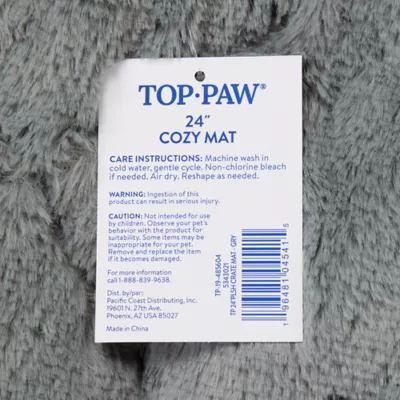 TOP•PAW®
24"
COZY MAT
CARE INSTRUCTIONS: Machine wash in
cold water, gentle cycle. Non-chlorine bleach
if needed. Air dry. Reshape as needed.
WARNING: Ingestion of this
product can result in serious injury.
CAUTION: Not intended for use
by children. Observe your pet's
behavior with the product for
suitability. Some items may be
inappropriate for your pet.
Remove and replace the item
if it becomes damaged.
For more information
call 1-888-839-9638.
Dist. by/par:
Pacific Coast Distributing, Inc.
19601 N. 27th Ave.
Phoenix, AZ USA 85027
Made in China
TP-19-485604
5343021
TP 24"PLSH CRATE MAT - GRY
1 96481 04541 5